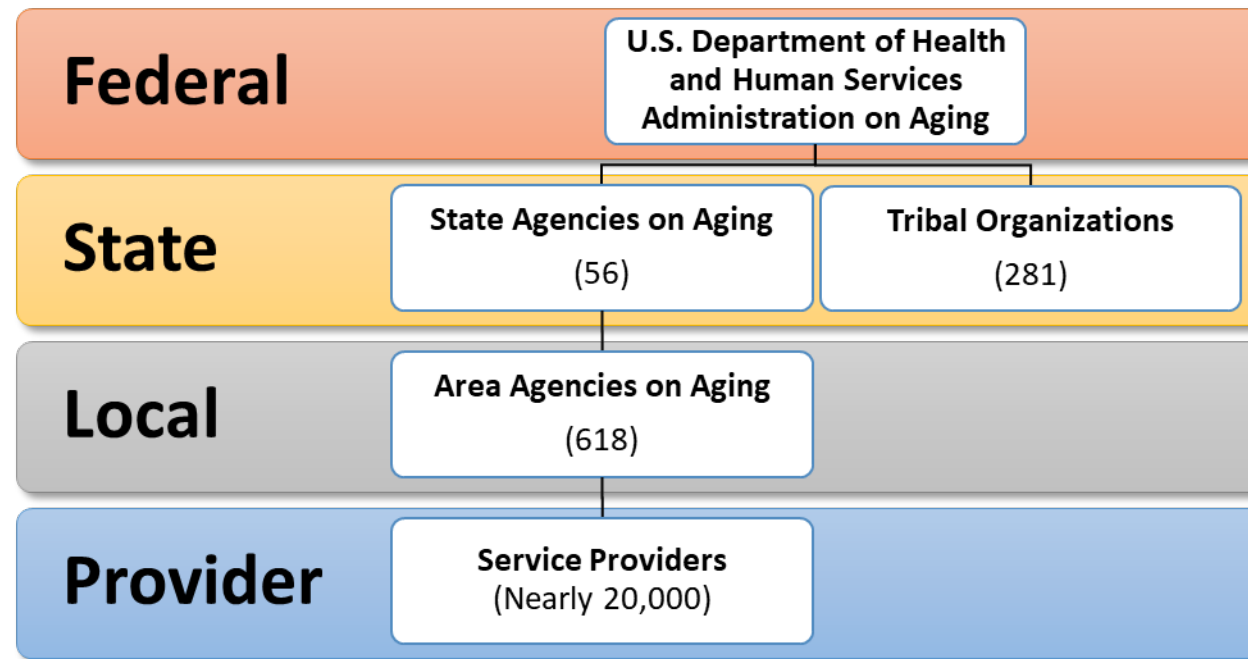 Federal
U.S. Department of Health
and Human Services
Administration on Aging
State
State Agencies on Aging
(56)
Tribal Organizations
(281)
Local
Area Agencies on Aging
(618)
Provider
Service Providers
(Nearly 20,000)